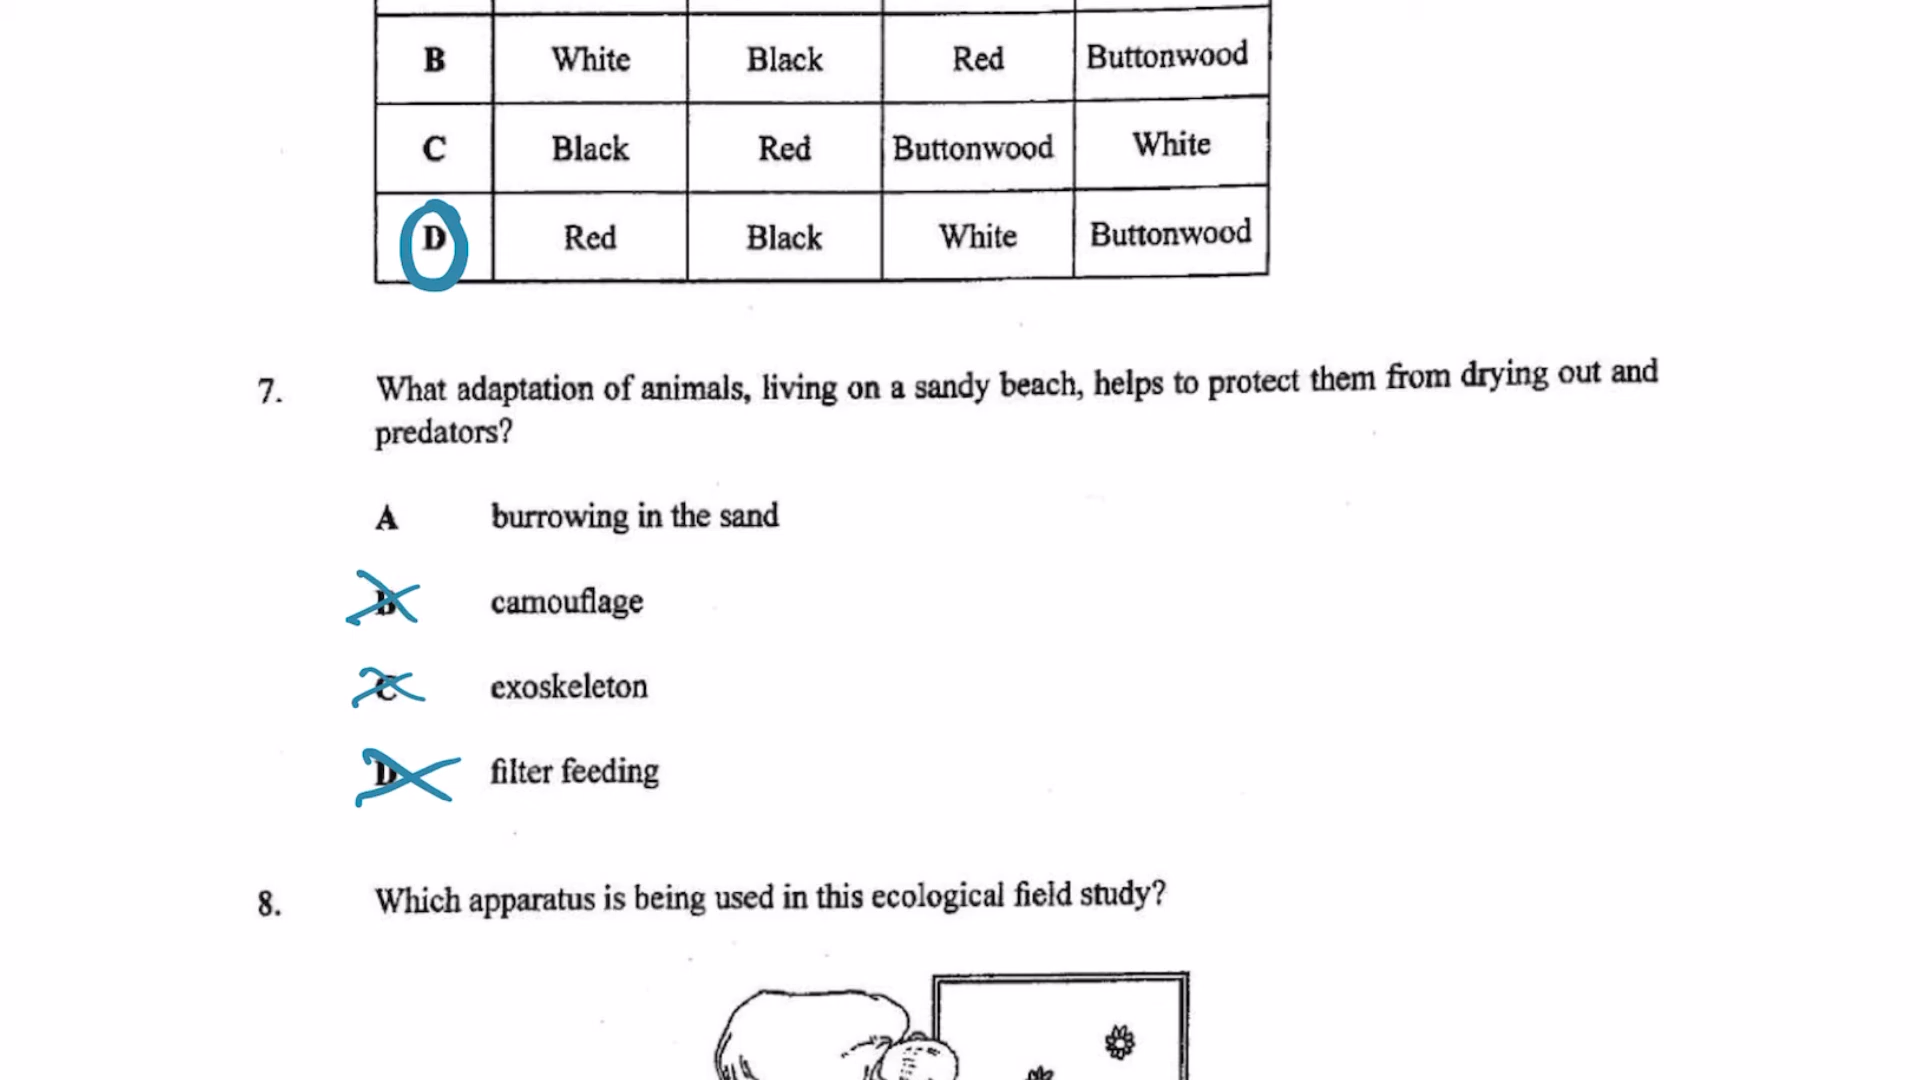 B White Black Red Buttonwood
C Black Red Buttonwood White
D Red Black White Buttonwood
7. What adaptation of animals, living on a sandy beach, helps to protect them from drying out and
predators?
A burrowing in the sand
B camouflage
C exoskeleton
D filter feeding
8. Which apparatus is being used in this ecological field study?